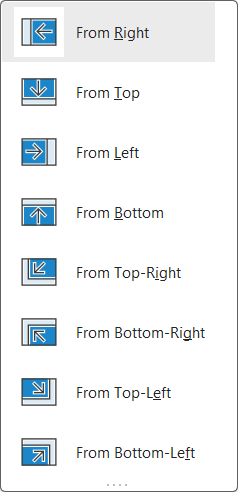 From Right
From Top
From Left
From Bottom
From Top-Right
From Bottom-Right
From Top-Left
From Bottom-Left